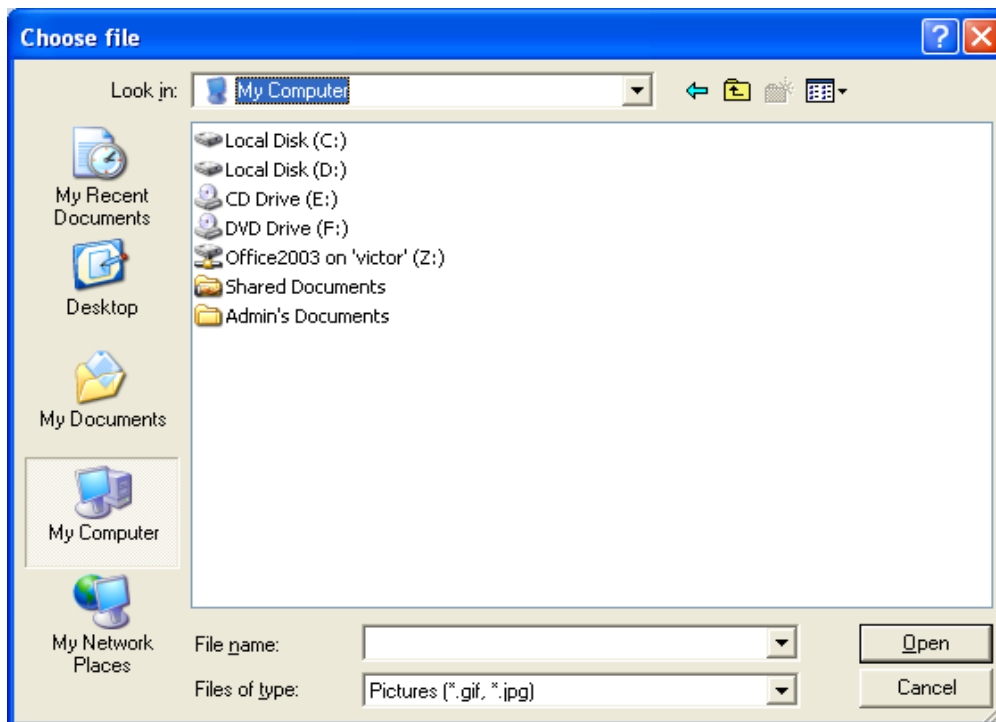 Choose file
Look in:
My Computer
My Recent
Documents
Desktop
My Documents
My Computer
My Network
Places
Local Disk (C:)
Local Disk (D:)
CD Drive (E:)
DVD Drive (F:)
Office2003 on 'victor' (Z:)
Shared Documents
Admin's Documents
File name:
Open
Files of type:
Pictures (*.gif, *.jpg)
Cancel